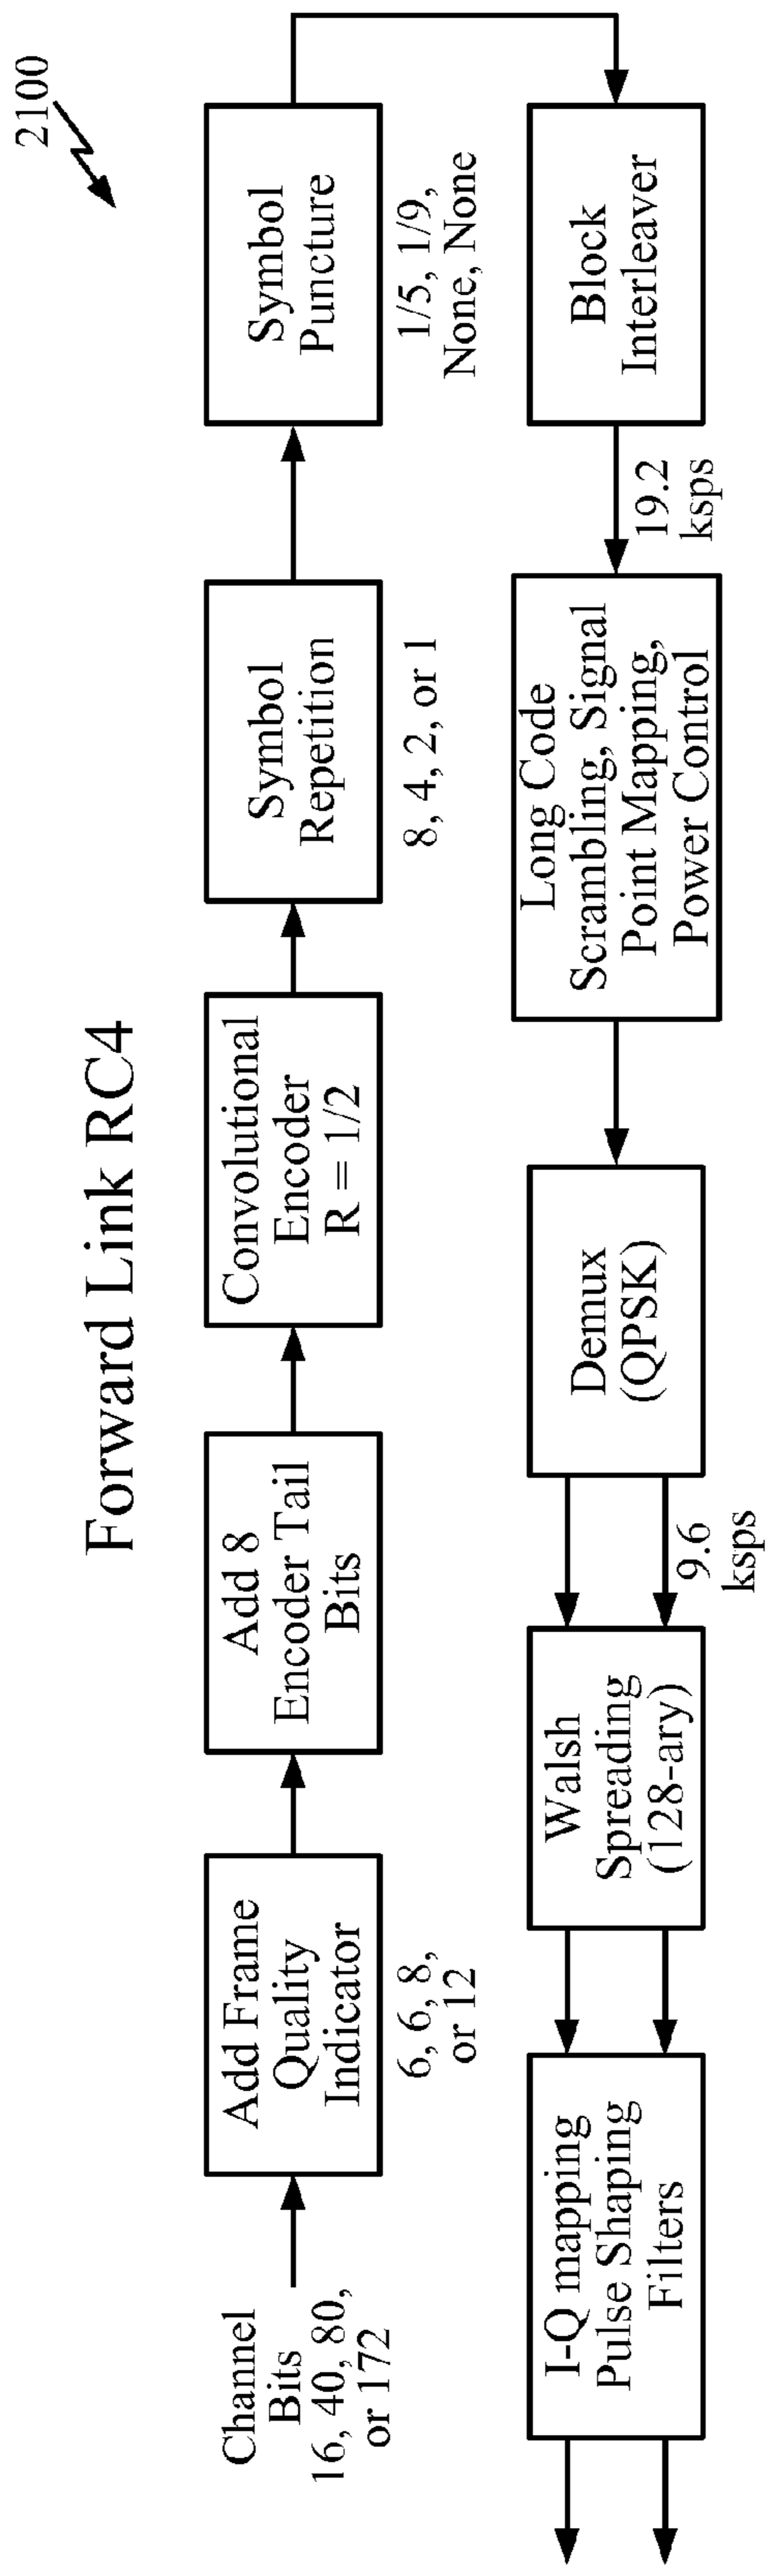 2100
Forward Link RC4
Channel
Bits
16, 40, 80,
or 172
Add Frame
Quality
Indicator
6, 6, 8,
or 12
Add 8
Encoder Tail
Bits
Convolutional
Encoder
R = 1/2
Symbol
Repetition
8, 4, 2, or 1
Symbol
Puncture
1/5, 1/9,
None, None
Block
Interleaver
19.2
ksps
Long Code
Scrambling, Signal
Point Mapping,
Power Control
Demux
(QPSK)
9.6
ksps
Walsh
Spreading
(128-ary)
I-Q mapping
Pulse Shaping
Filters